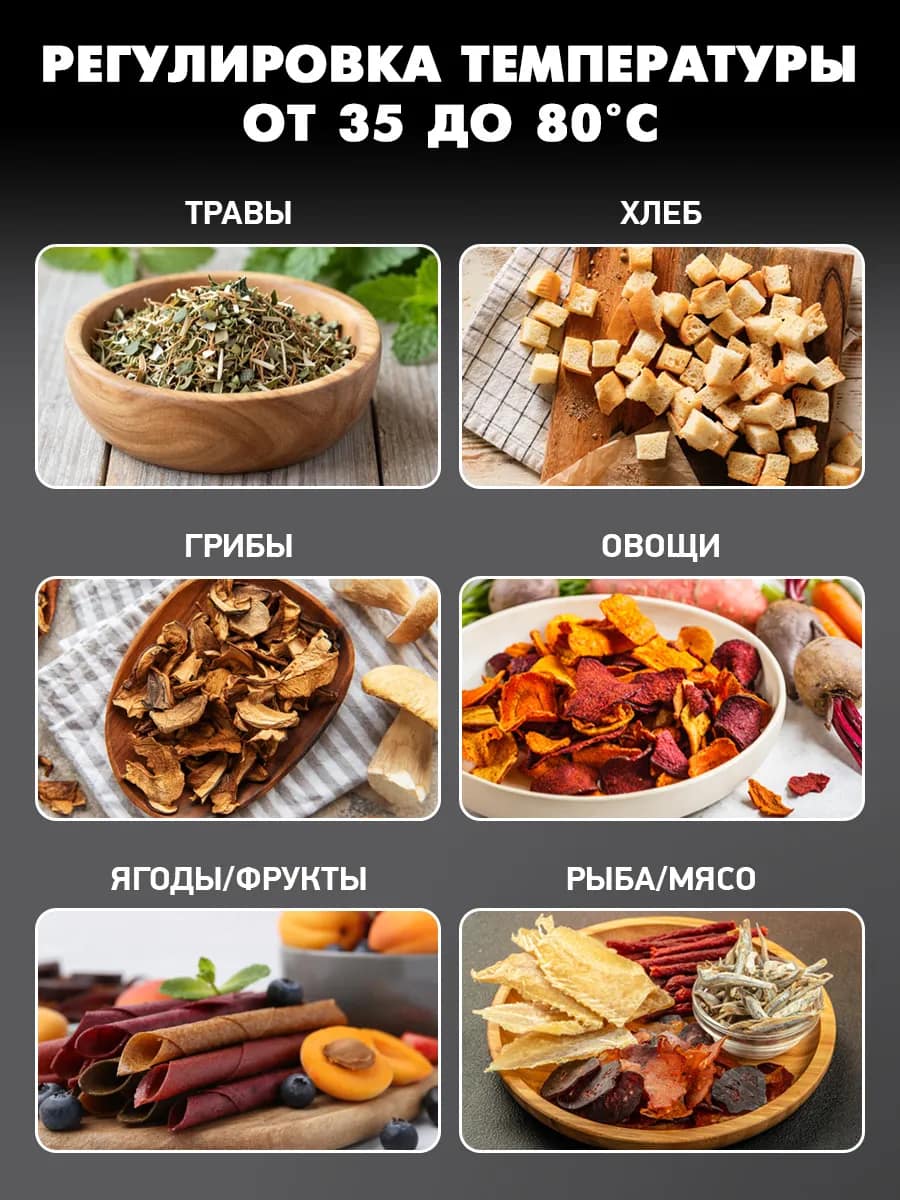 РЕГУЛИРОВКА ТЕМПЕРАТУРЫ
ОТ 35 ДО 80°C
ТРАВЫ
ХЛЕБ
ГРИБЫ
ОВОЩИ
ЯГОДЫ/ФРУКТЫ
РЫБА/МЯСО